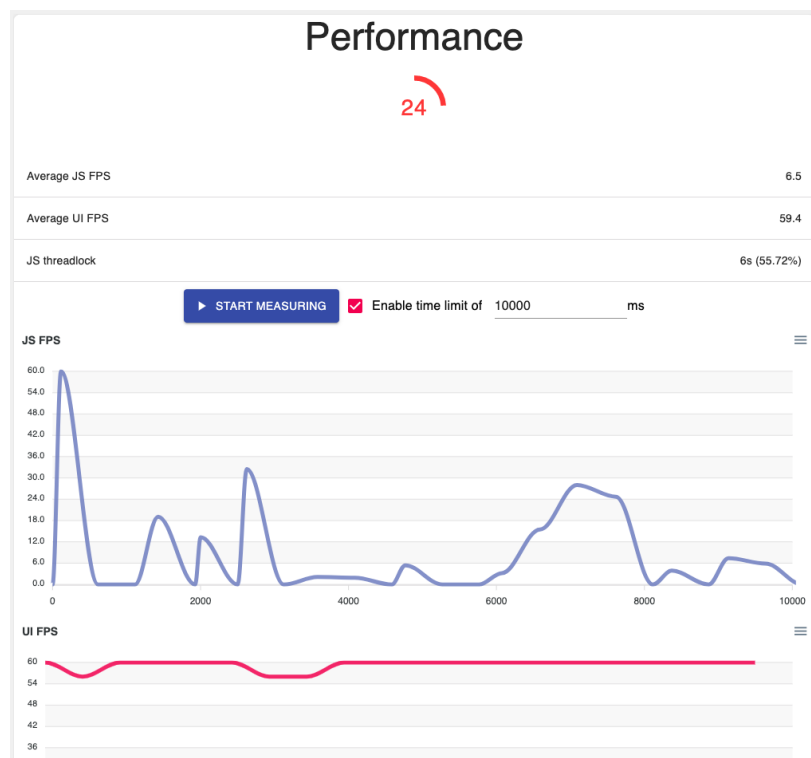 Performance
24
Average JS FPS 6.5
Average UI FPS 59.4
JS threadlock 6s (55.72%)
START MEASURING Enable time limit of 10000 ms
JS FPS
60.0
54.0
48.0
42.0
36.0
30.0
24.0
18.0
12.0
6.0
0.0
0 2000 4000 6000 8000 10000
UI FPS
60
54
48
42
36